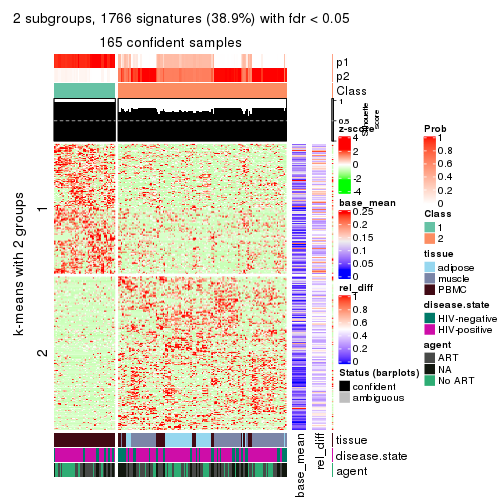 2 subgroups, 1766 signatures (38.9%) with fdr < 0.05
165 confident samples
p1
p2
Class
1
0.5
0
Silhouette
score
k-means with 2 groups
1
2
z-score
4
2
0
-2
-4
base_mean
0.25
0.2
0.15
0.1
0.05
0
rel_diff
1
0.8
0.6
0.4
0.2
0
Status (barplots)
confident
ambiguous
Prob
1
0.8
0.6
0.4
0.2
0
Class
1
2
tissue
adipose
muscle
PBMC
disease.state
HIV-negative
HIV-positive
agent
ART
NA
No ART
tissue
disease.state
agent
base_mean
rel_diff